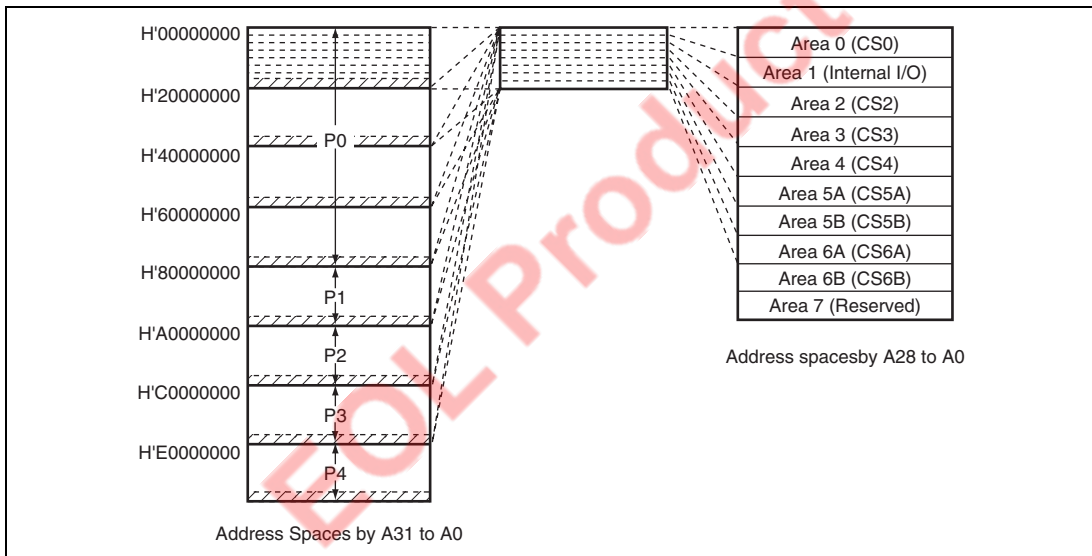 H'00000000
H'20000000
H'40000000
H'60000000
H'80000000
H'A0000000
H'C0000000
H'E0000000
P0
P1
P2
P3
P4
Address Spaces by A31 to A0
Area 0 (CS0)
Area 1 (Internal I/O)
Area 2 (CS2)
Area 3 (CS3)
Area 4 (CS4)
Area 5A (CS5A)
Area 5B (CS5B)
Area 6A (CS6A)
Area 6B (CS6B)
Area 7 (Reserved)
Address spacesby A28 to A0
EOL Product